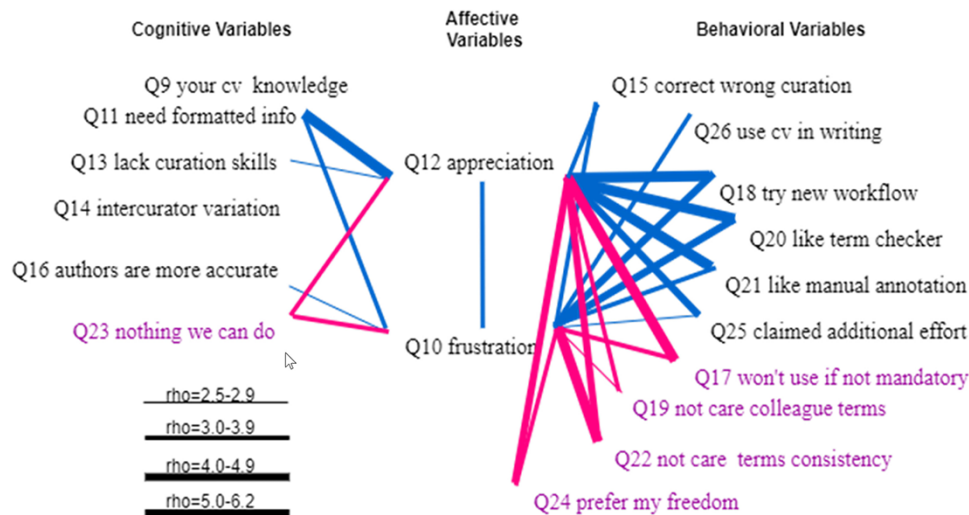 Cognitive Variables
Affective
Variables
Behavioral Variables
Q9 your cv knowledge
Q11 need formatted info
Q13 lack curation skills
Q14 intercurator variation
Q16 authors are more accurate
Q23 nothing we can do
Q12 appreciation
Q10 frustration
Q15 correct wrong curation
Q26 use cv in writing
Q18 try new workflow
Q20 like term checker
Q21 like manual annotation
Q25 claimed additional effort
Q17 won't use if not mandatory
Q19 not care colleague terms
Q22 not care terms consistency
Q24 prefer my freedom
rho=2.5-2.9
rho=3.0-3.9
rho=4.0-4.9
rho=5.0-6.2